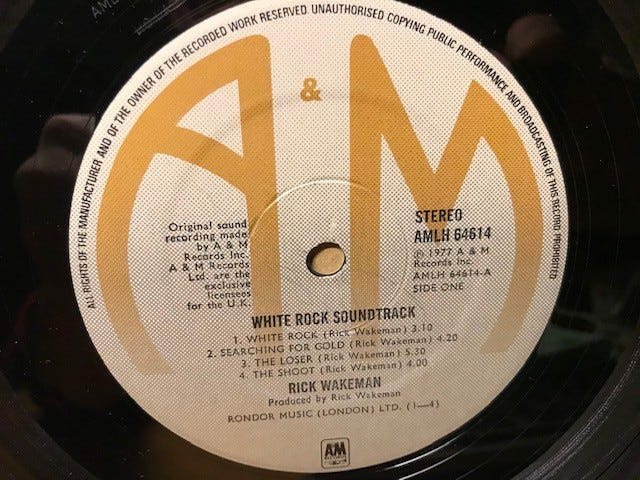 ALL RIGHTS OF THE MANUFACTURER AND OF THE OWNER OF THE RECORDED WORK RESERVED. UNAUTHORISED COPYING PUBLIC PERFORMANCE AND BROADCASTING OF THIS RECORD PROHIBITED
A & M
Original sound
recording made
by A & M
Records Inc.
A & M Records
Ltd. are the
exclusive
licensees
for the U.K.
STEREO
AMLH 64614
℗ 1977 A & M
Records Inc.
AMLH 64614-A
SIDE ONE
WHITE ROCK SOUNDTRACK
1. WHITE ROCK (Rick Wakeman) 3.10
2. SEARCHING FOR GOLD (Rick Wakeman) 4.20
3. THE LOSER (Rick Wakeman) 5.30
4. THE SHOOT (Rick Wakeman) 4.00
RICK WAKEMAN
Produced by Rick Wakeman
RONDOR MUSIC (LONDON) LTD. (1—4)
AM